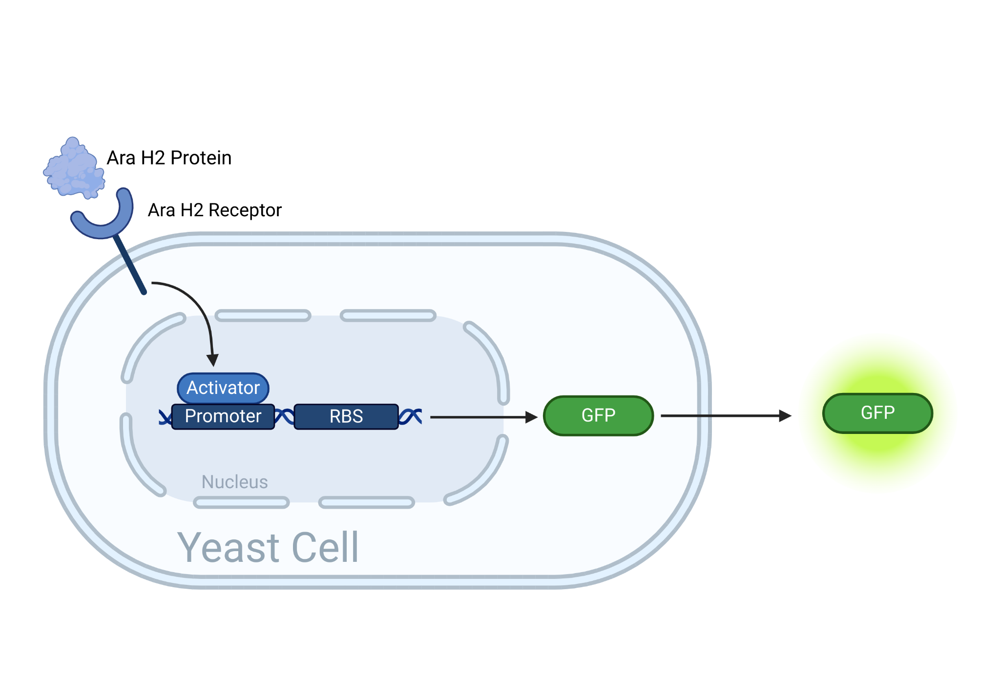 Ara H2 Protein
Ara H2 Receptor
Activator
Promoter
RBS
GFP
GFP
Nucleus
Yeast Cell